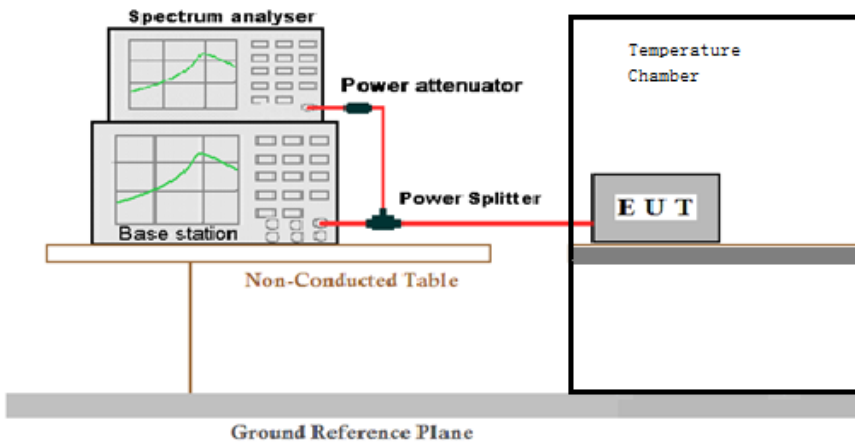 Spectrum analyser
Temperature
Chamber
Power attenuator
Power Splitter
E U T
Base station
Non-Conducted Table
Ground Reference Plane